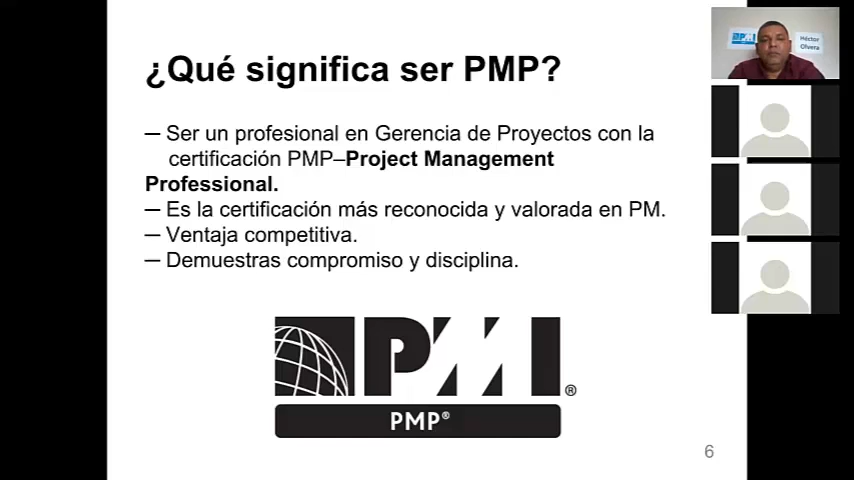 ¿Qué significa ser PMP?
— Ser un profesional en Gerencia de Proyectos con la
certificación PMP–Project Management
Professional.
— Es la certificación más reconocida y valorada en PM.
— Ventaja competitiva.
— Demuestras compromiso y disciplina.
PMI®
PMP®
6
PMI
Héctor
Olvera